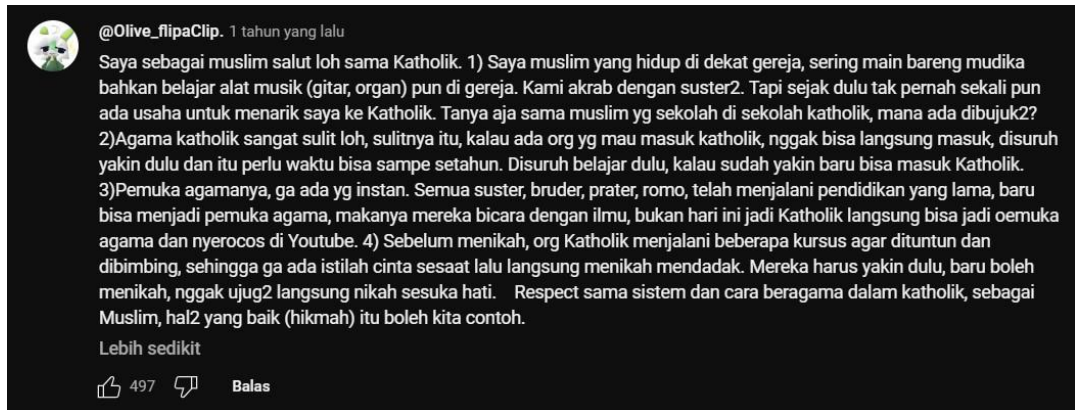 @Olive_flipaClip. 1 tahun yang lalu
Saya sebagai muslim salut loh sama Katholik. 1) Saya muslim yang hidup di dekat gereja, sering main bareng mudika
bahkan belajar alat musik (gitar, organ) pun di gereja. Kami akrab dengan suster2. Tapi sejak dulu tak pernah sekali pun
ada usaha untuk menarik saya ke Katholik. Tanya aja sama muslim yg sekolah di sekolah katholik, mana ada dibujuk2?
2)Agama katholik sangat sulit loh, sulitnya itu, kalau ada org yg mau masuk katholik, nggak bisa langsung masuk, disuruh
yakin dulu dan itu perlu waktu bisa sampe setahun. Disuruh belajar dulu, kalau sudah yakin baru bisa masuk Katholik.
3)Pemuka agamanya, ga ada yg instan. Semua suster, bruder, prater, romo, telah menjalani pendidikan yang lama, baru
bisa menjadi pemuka agama, makanya mereka bicara dengan ilmu, bukan hari ini jadi Katholik langsung bisa jadi oemuka
agama dan nyerocos di Youtube. 4) Sebelum menikah, org Katholik menjalani beberapa kursus agar dituntun dan
dibimbing, sehingga ga ada istilah cinta sesaat lalu langsung menikah mendadak. Mereka harus yakin dulu, baru boleh
menikah, nggak ujug2 langsung nikah sesuka hati. Respect sama sistem dan cara beragama dalam katholik, sebagai
Muslim, hal2 yang baik (hikmah) itu boleh kita contoh.
Lebih sedikit
497 Balas